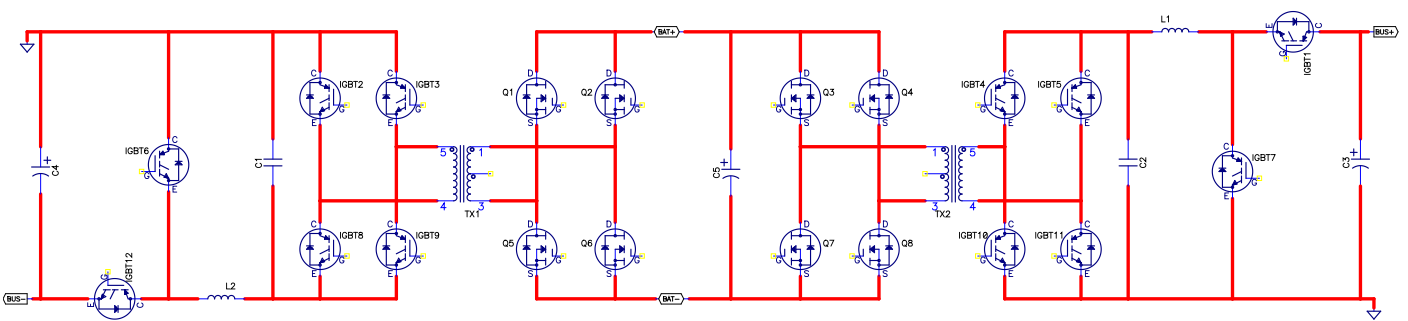 L1
E
C
BUS+
G
IGBT1
BAT+
C
IGBT2
G
E
C
IGBT3
G
E
D
Q1
G
S
D
Q2
G
S
D
Q3
G
S
D
Q4
G
S
C
IGBT4
G
E
C
IGBT5
G
E
C4
+
IGBT6
C
G
E
C1
5
1
4
3
TX1
+
C5
1
5
3
4
TX2
C2
C
IGBT7
G
E
+
C3
C
IGBT8
G
E
C
IGBT9
G
E
D
Q5
G
S
D
Q6
G
S
D
Q7
G
S
D
Q8
G
S
C
IGBT10
G
E
C
IGBT11
G
E
BUS-
G
IGBT12
E
C
L2
BAT-